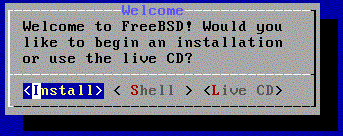 Welcome
Welcome to FreeBSD! Would you
like to begin an installation
or use the live CD?
<Install> < Shell > <Live CD>